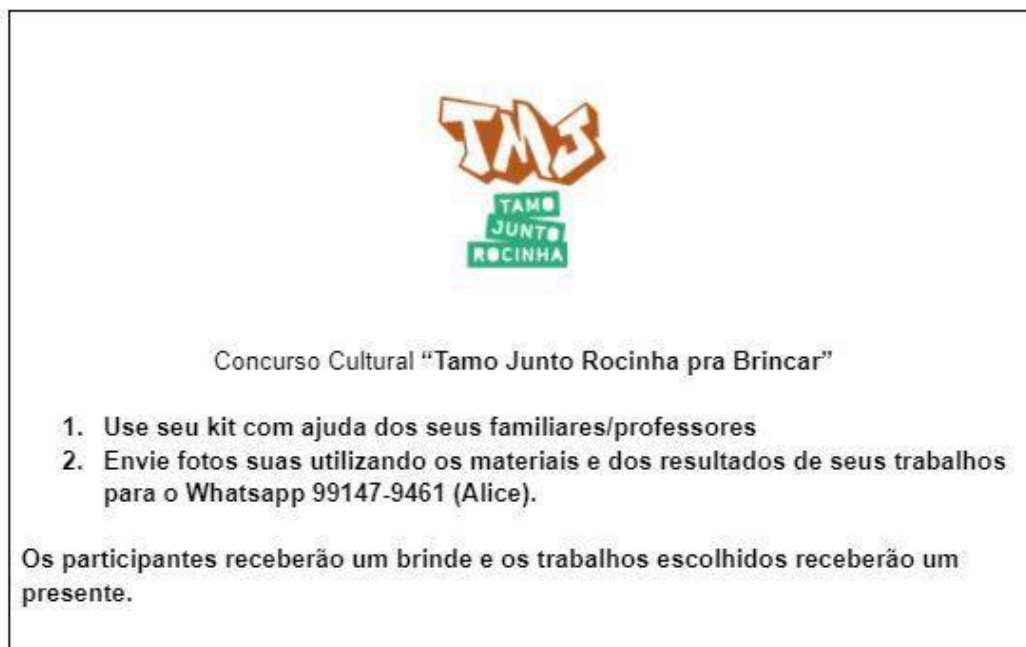 TMJ
TAMO
JUNTO
ROCINHA
Concurso Cultural “Tamo Junto Rocinha pra Brincar”
1. Use seu kit com ajuda dos seus familiares/professores
2. Envie fotos suas utilizando os materiais e dos resultados de seus trabalhos
para o Whatsapp 99147-9461 (Alice).
Os participantes receberão um brinde e os trabalhos escolhidos receberão um
presente.